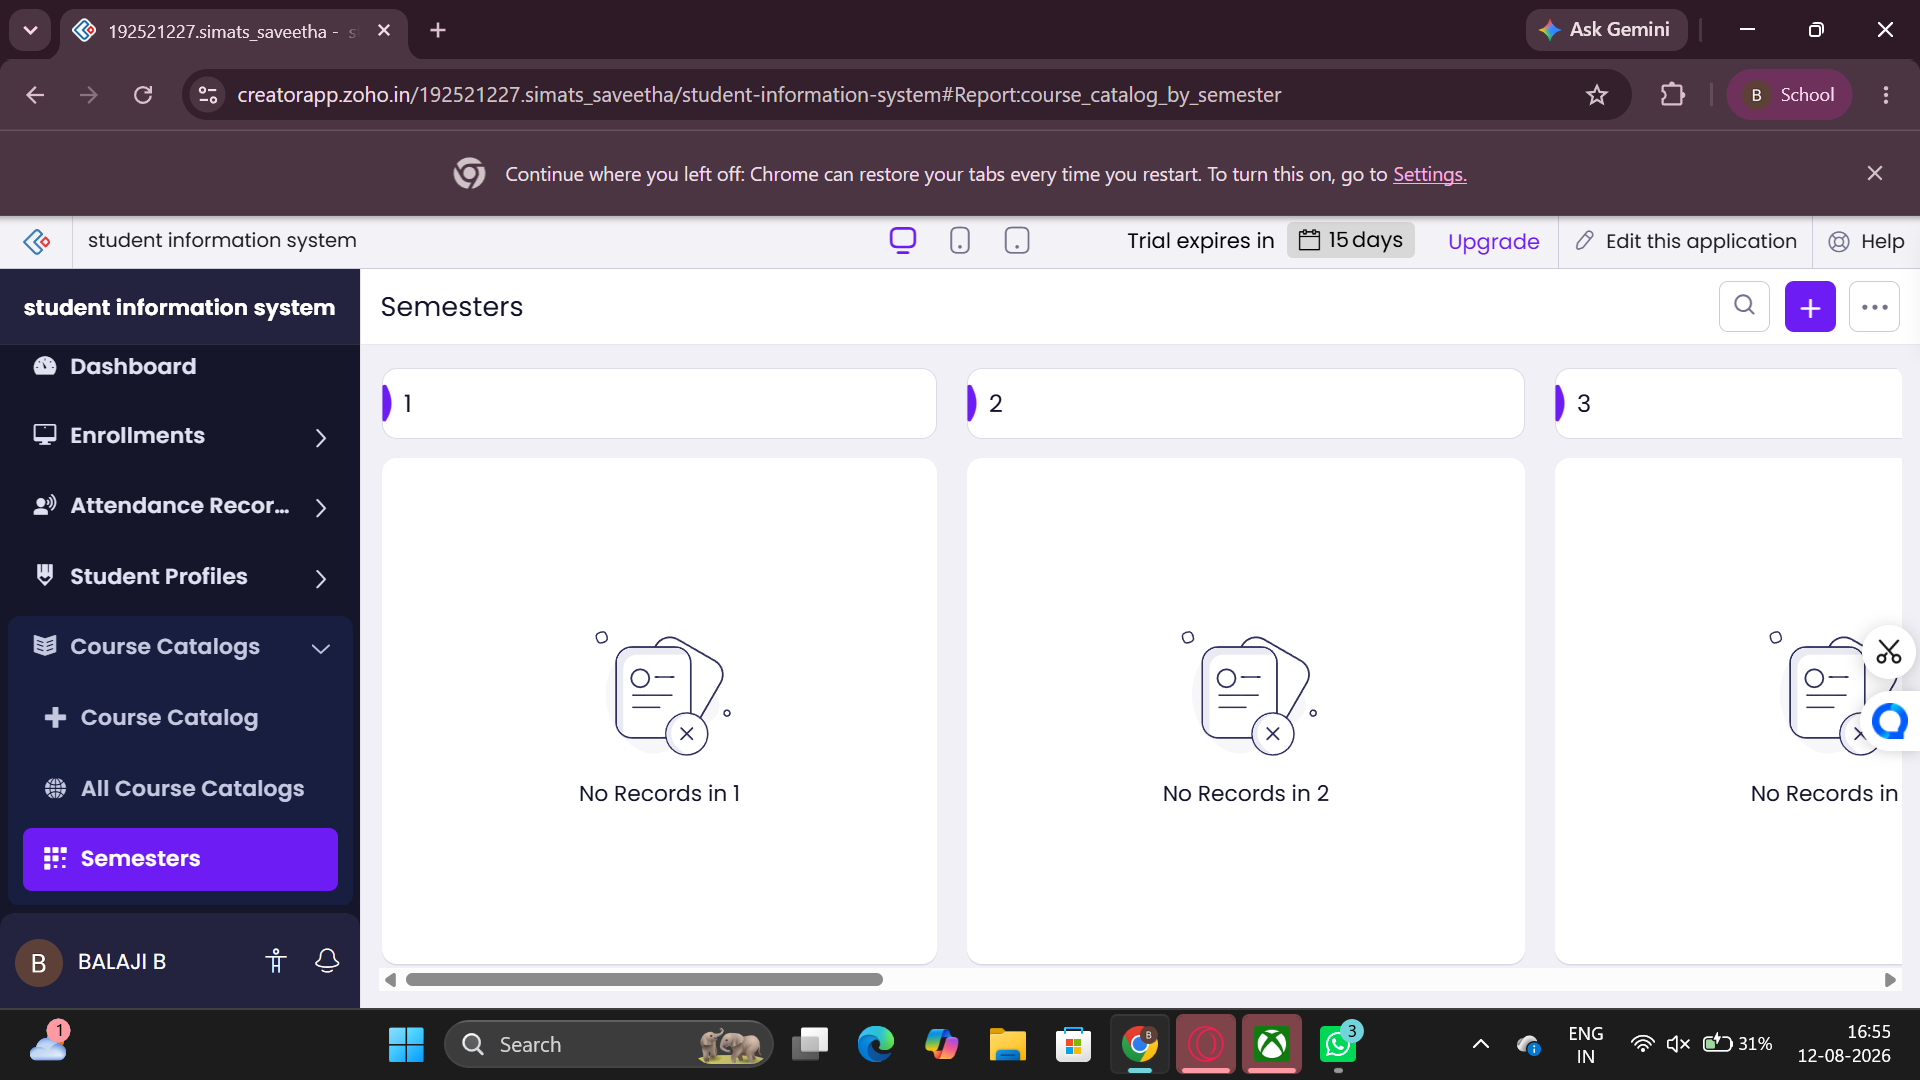 192521227.simats_saveetha - s
Ask Gemini
creatorapp.zoho.in/192521227.simats_saveetha/student-information-system#Report:course_catalog_by_semester
B School
Continue where you left off: Chrome can restore your tabs every time you restart. To turn this on, go to Settings.
student information system
Trial expires in 15 days Upgrade
Edit this application
Help
student information system
Dashboard
Enrollments
Attendance Recor...
Student Profiles
Course Catalogs
Course Catalog
All Course Catalogs
Semesters
B BALAJI B
Semesters
1
2
3
No Records in 1
No Records in 2
No Records in
1
Search
B
3
ENG
IN
31%
16:55
12-08-2026